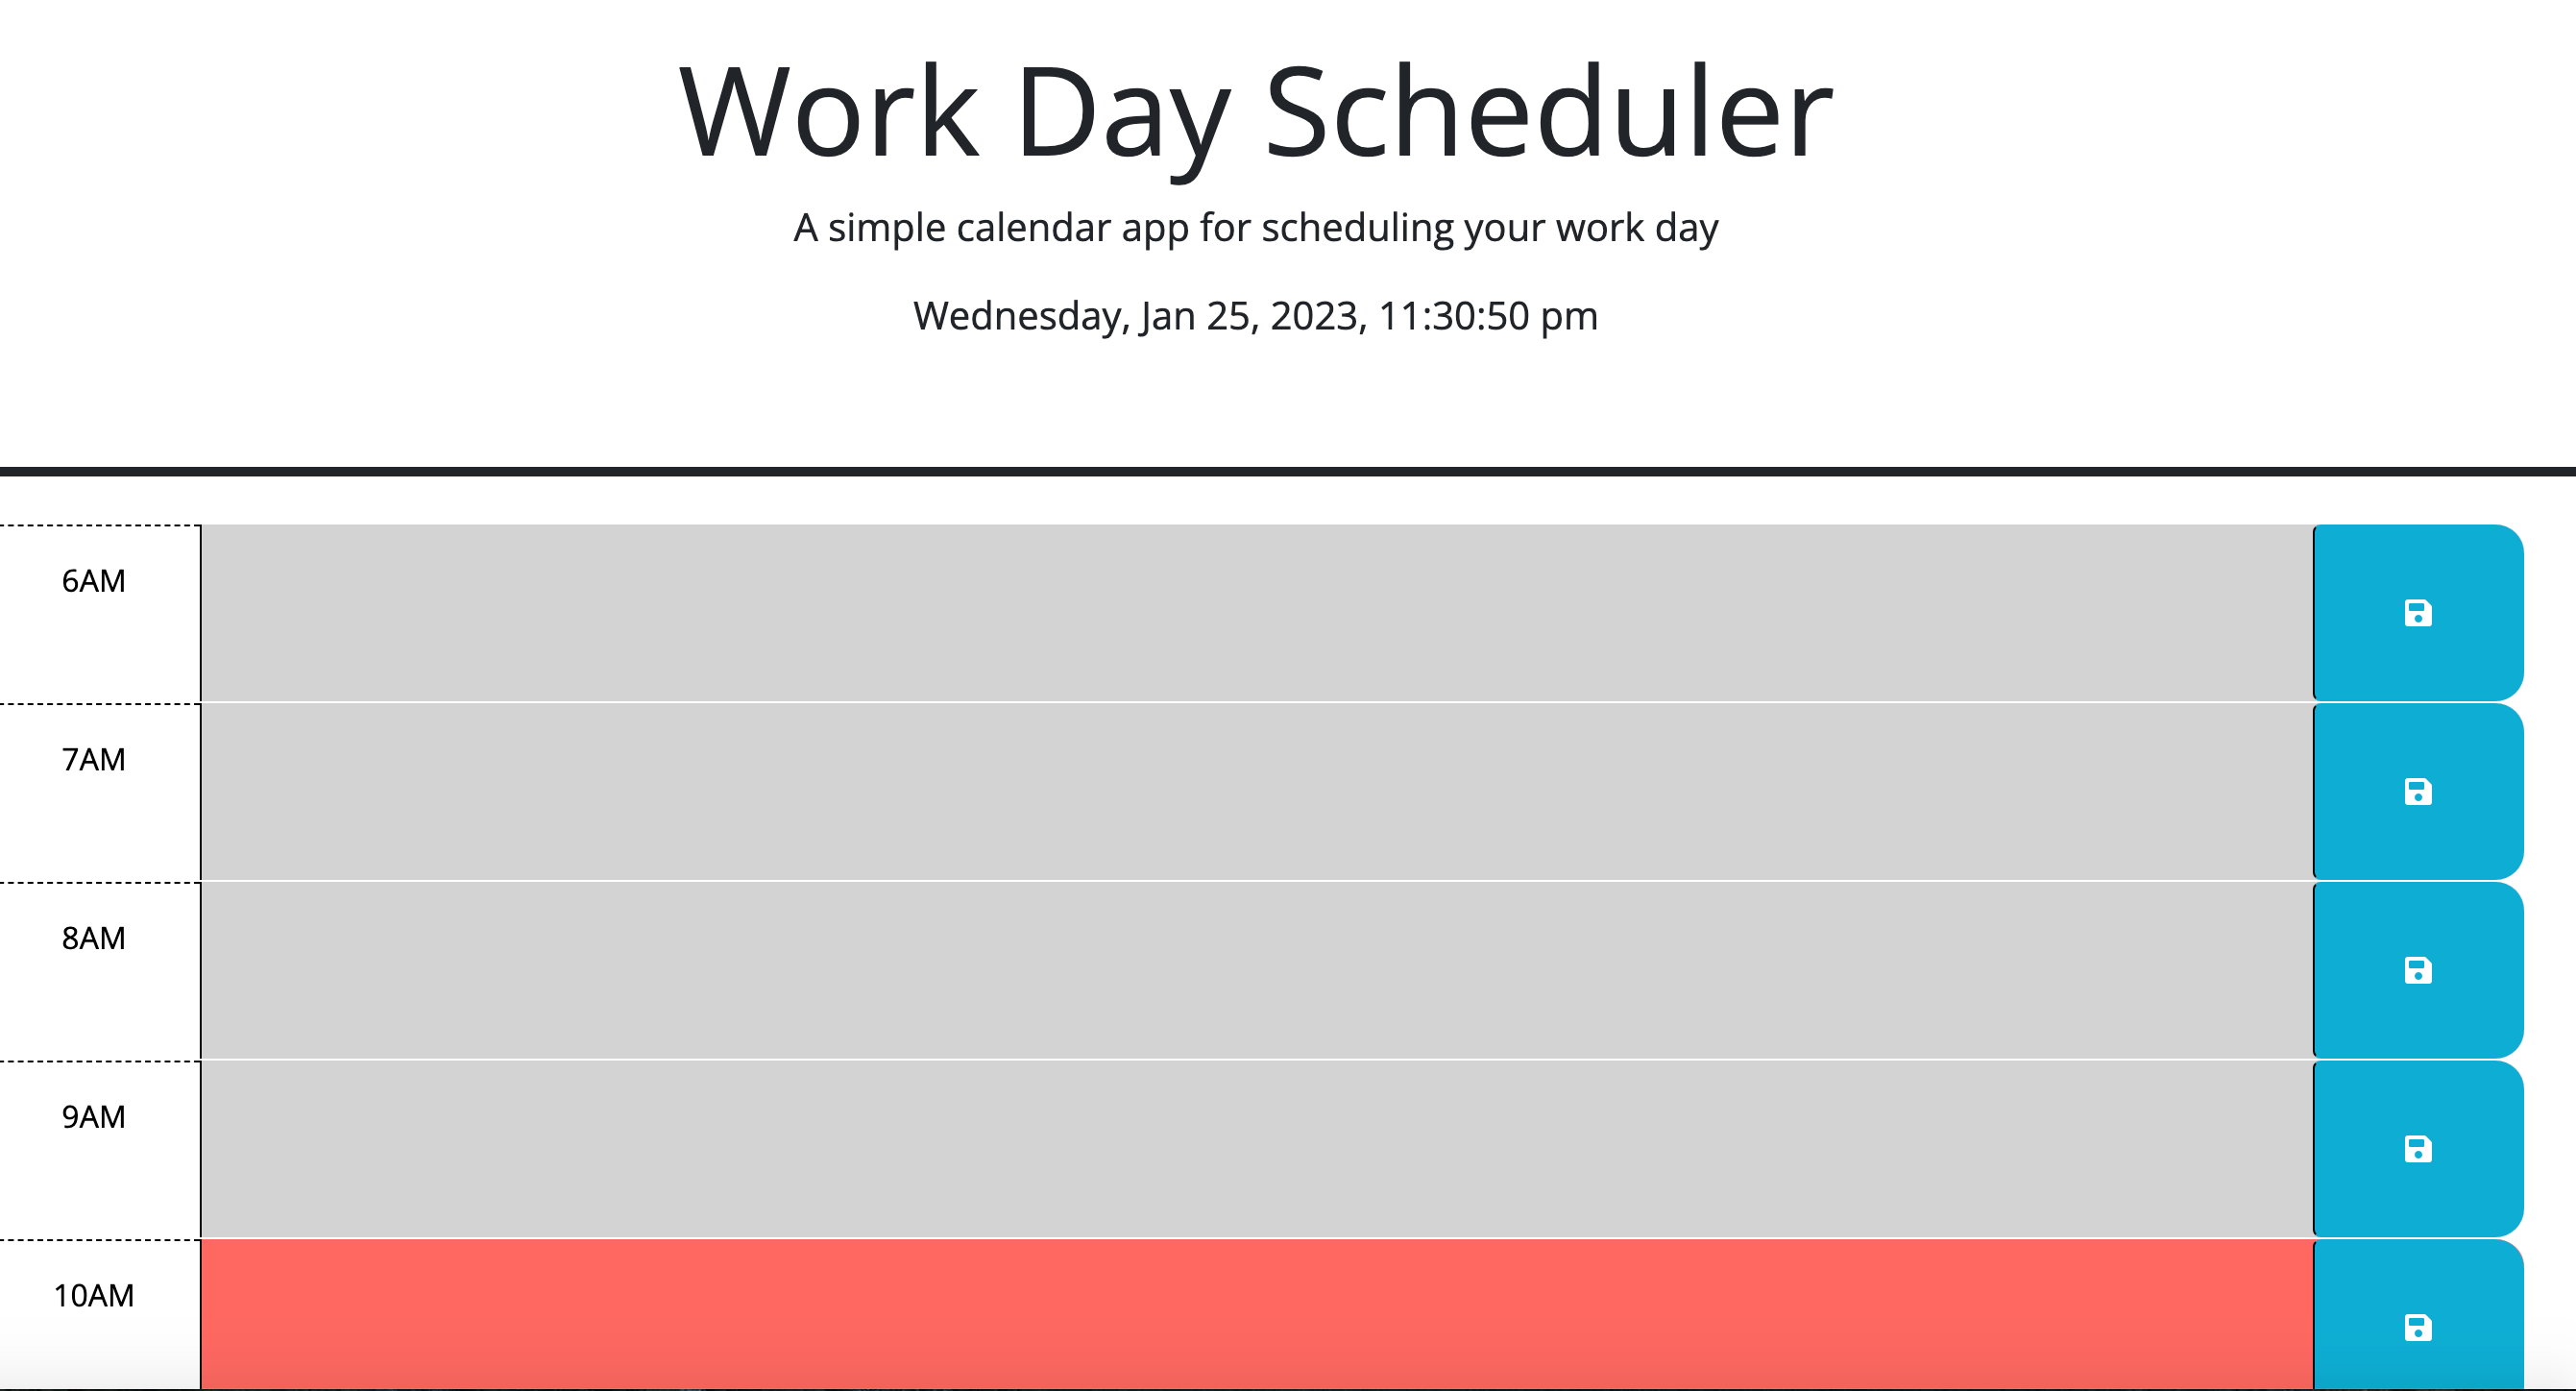 Work Day Scheduler
A simple calendar app for scheduling your work day
Wednesday, Jan 25, 2023, 11:30:50 pm
6AM
7AM
8AM
9AM
10AM